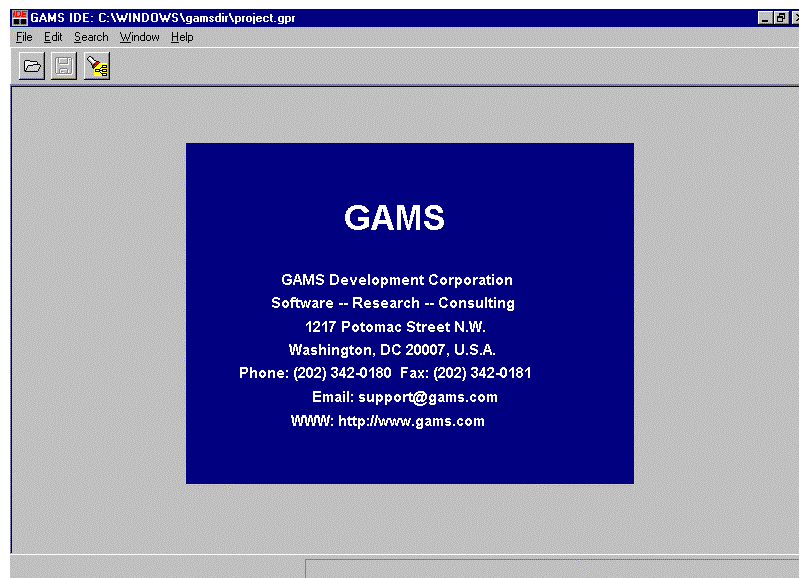 IDE GAMS IDE: C:\WINDOWS\gamsdir\project.gpr
File Edit Search Window Help
GAMS
GAMS Development Corporation
Software -- Research -- Consulting
1217 Potomac Street N.W.
Washington, DC 20007, U.S.A.
Phone: (202) 342-0180 Fax: (202) 342-0181
Email: support@gams.com
WWW: http://www.gams.com